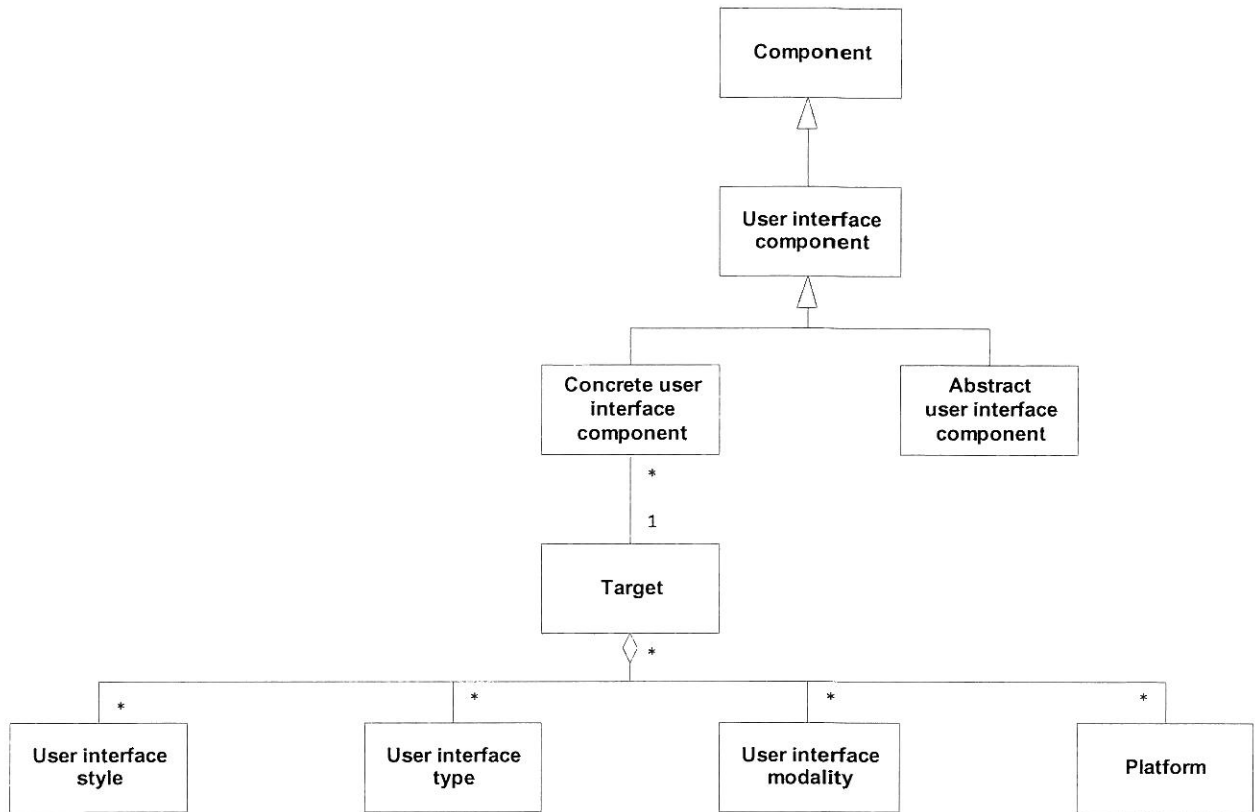 Component
User interface
component
Concrete user
interface
component
Abstract
user interface
component
*
1
Target
*
*
*
*
*
User interface
style
User interface
type
User interface
modality
Platform